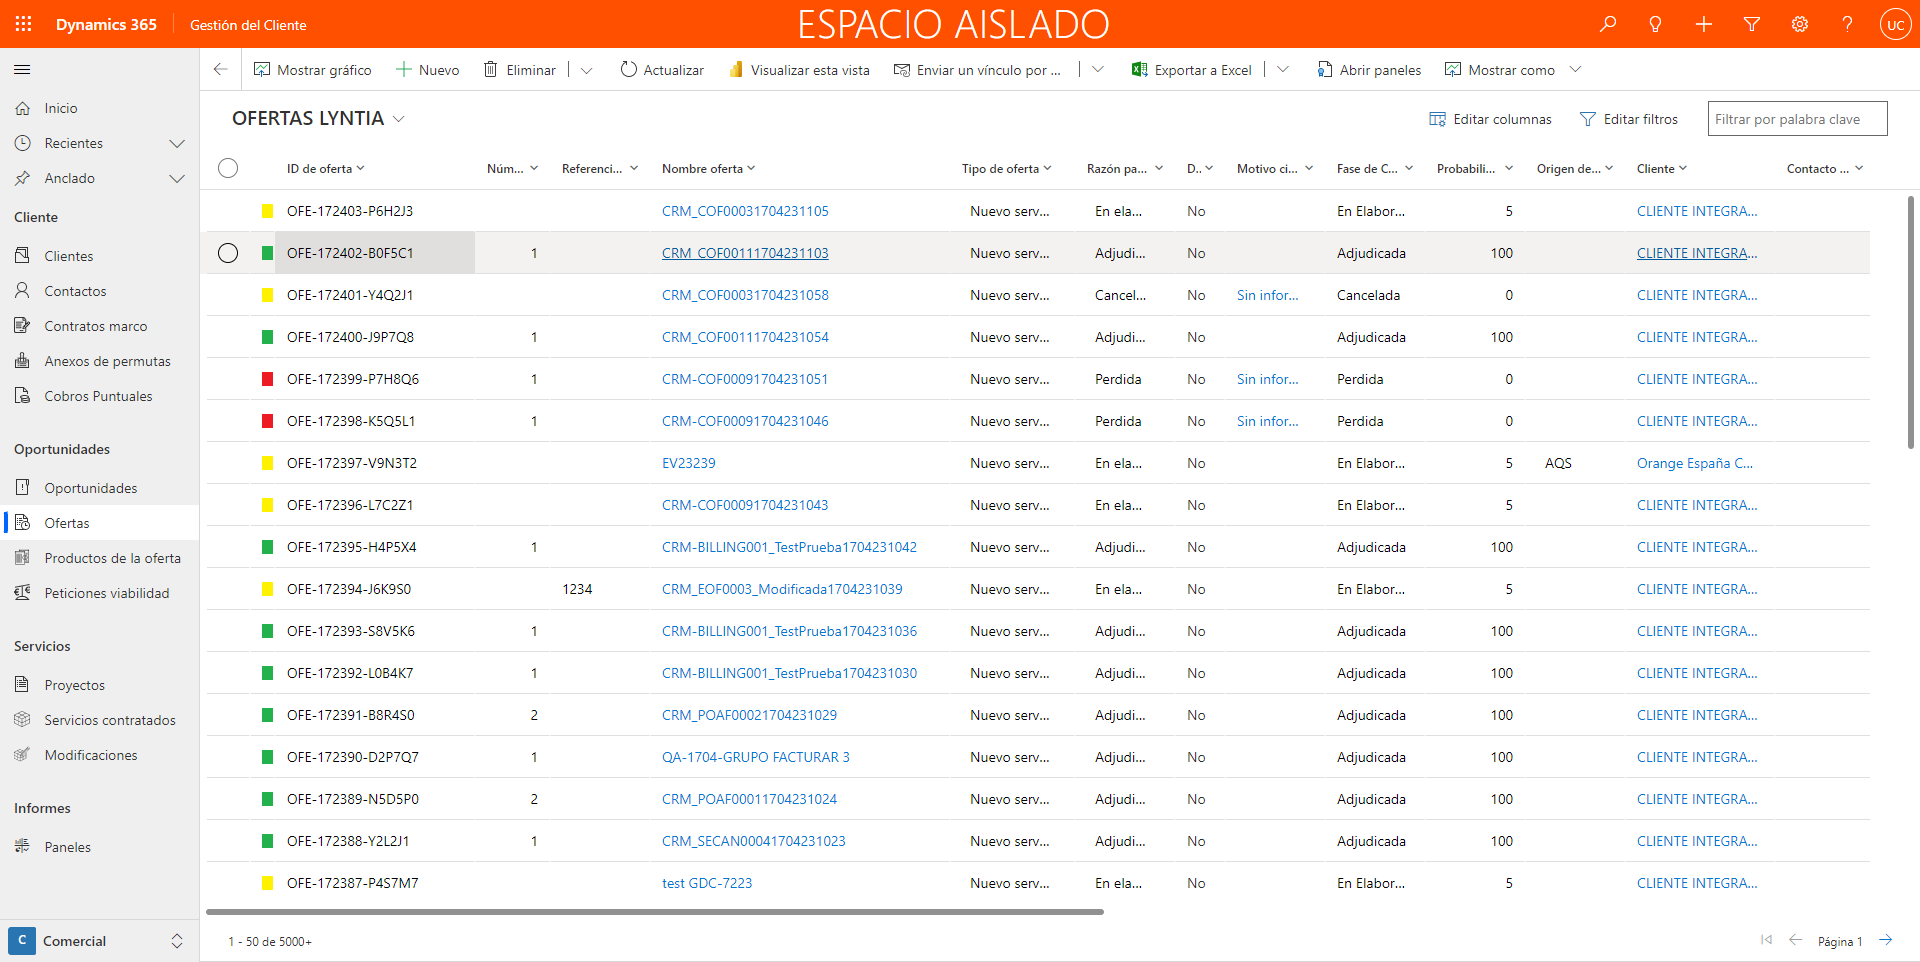 Dynamics 365 Gestión del Cliente ESPACIO AISLADO UC
Mostrar gráfico Nuevo Eliminar Actualizar Visualizar esta vista Enviar un vínculo por ... Exportar a Excel Abrir paneles Mostrar como
Inicio
Recientes
Anclado
Cliente
Clientes
Contactos
Contratos marco
Anexos de permutas
Cobros Puntuales
Oportunidades
Oportunidades
Ofertas
Productos de la oferta
Peticiones viabilidad
Servicios
Proyectos
Servicios contratados
Modificaciones
Informes
Paneles
C Comercial
OFERTAS LYNTIA Editar columnas Editar filtros Filtrar por palabra clave
ID de oferta Núm... Referenci... Nombre oferta Tipo de oferta Razón pa... D.. Motivo ci... Fase de C... Probabili... Origen de... Cliente Contacto ...
OFE-172403-P6H2J3 CRM_COF00031704231105 Nuevo serv... En ela... No En Elabor... 5 CLIENTE INTEGRA...
OFE-172402-B0F5C1 1 CRM_COF00111704231103 Nuevo serv... Adjudi... No Adjudicada 100 CLIENTE INTEGRA...
OFE-172401-Y4Q2J1 CRM_COF00031704231058 Nuevo serv... Cancel... No Sin infor... Cancelada 0 CLIENTE INTEGRA...
OFE-172400-J9P7Q8 1 CRM_COF00111704231054 Nuevo serv... Adjudi... No Adjudicada 100 CLIENTE INTEGRA...
OFE-172399-P7H8Q6 1 CRM-COF00091704231051 Nuevo serv... Perdida No Sin infor... Perdida 0 CLIENTE INTEGRA...
OFE-172398-K5Q5L1 1 CRM-COF00091704231046 Nuevo serv... Perdida No Sin infor... Perdida 0 CLIENTE INTEGRA...
OFE-172397-V9N3T2 EV23239 Nuevo serv... En ela... No En Elabor... 5 AQS Orange España C...
OFE-172396-L7C2Z1 CRM-COF00091704231043 Nuevo serv... En ela... No En Elabor... 5 CLIENTE INTEGRA...
OFE-172395-H4P5X4 1 CRM-BILLING001_TestPrueba1704231042 Nuevo serv... Adjudi... No Adjudicada 100 CLIENTE INTEGRA...
OFE-172394-J6K9S0 1234 CRM_EOF0003_Modificada1704231039 Nuevo serv... En ela... No En Elabor... 5 CLIENTE INTEGRA...
OFE-172393-S8V5K6 1 CRM-BILLING001_TestPrueba1704231036 Nuevo serv... Adjudi... No Adjudicada 100 CLIENTE INTEGRA...
OFE-172392-L0B4K7 1 CRM-BILLING001_TestPrueba1704231030 Nuevo serv... Adjudi... No Adjudicada 100 CLIENTE INTEGRA...
OFE-172391-B8R4S0 2 CRM_POAF00021704231029 Nuevo serv... Adjudi... No Adjudicada 100 CLIENTE INTEGRA...
OFE-172390-D2P7Q7 1 QA-1704-GRUPO FACTURAR 3 Nuevo serv... Adjudi... No Adjudicada 100 CLIENTE INTEGRA...
OFE-172389-N5D5P0 2 CRM_POAF00011704231024 Nuevo serv... Adjudi... No Adjudicada 100 CLIENTE INTEGRA...
OFE-172388-Y2L2J1 1 CRM_SECAN00041704231023 Nuevo serv... Adjudi... No Adjudicada 100 CLIENTE INTEGRA...
OFE-172387-P4S7M7 test GDC-7223 Nuevo serv... En ela... No En Elabor... 5 CLIENTE INTEGRA...
1 - 50 de 5000+ Página 1